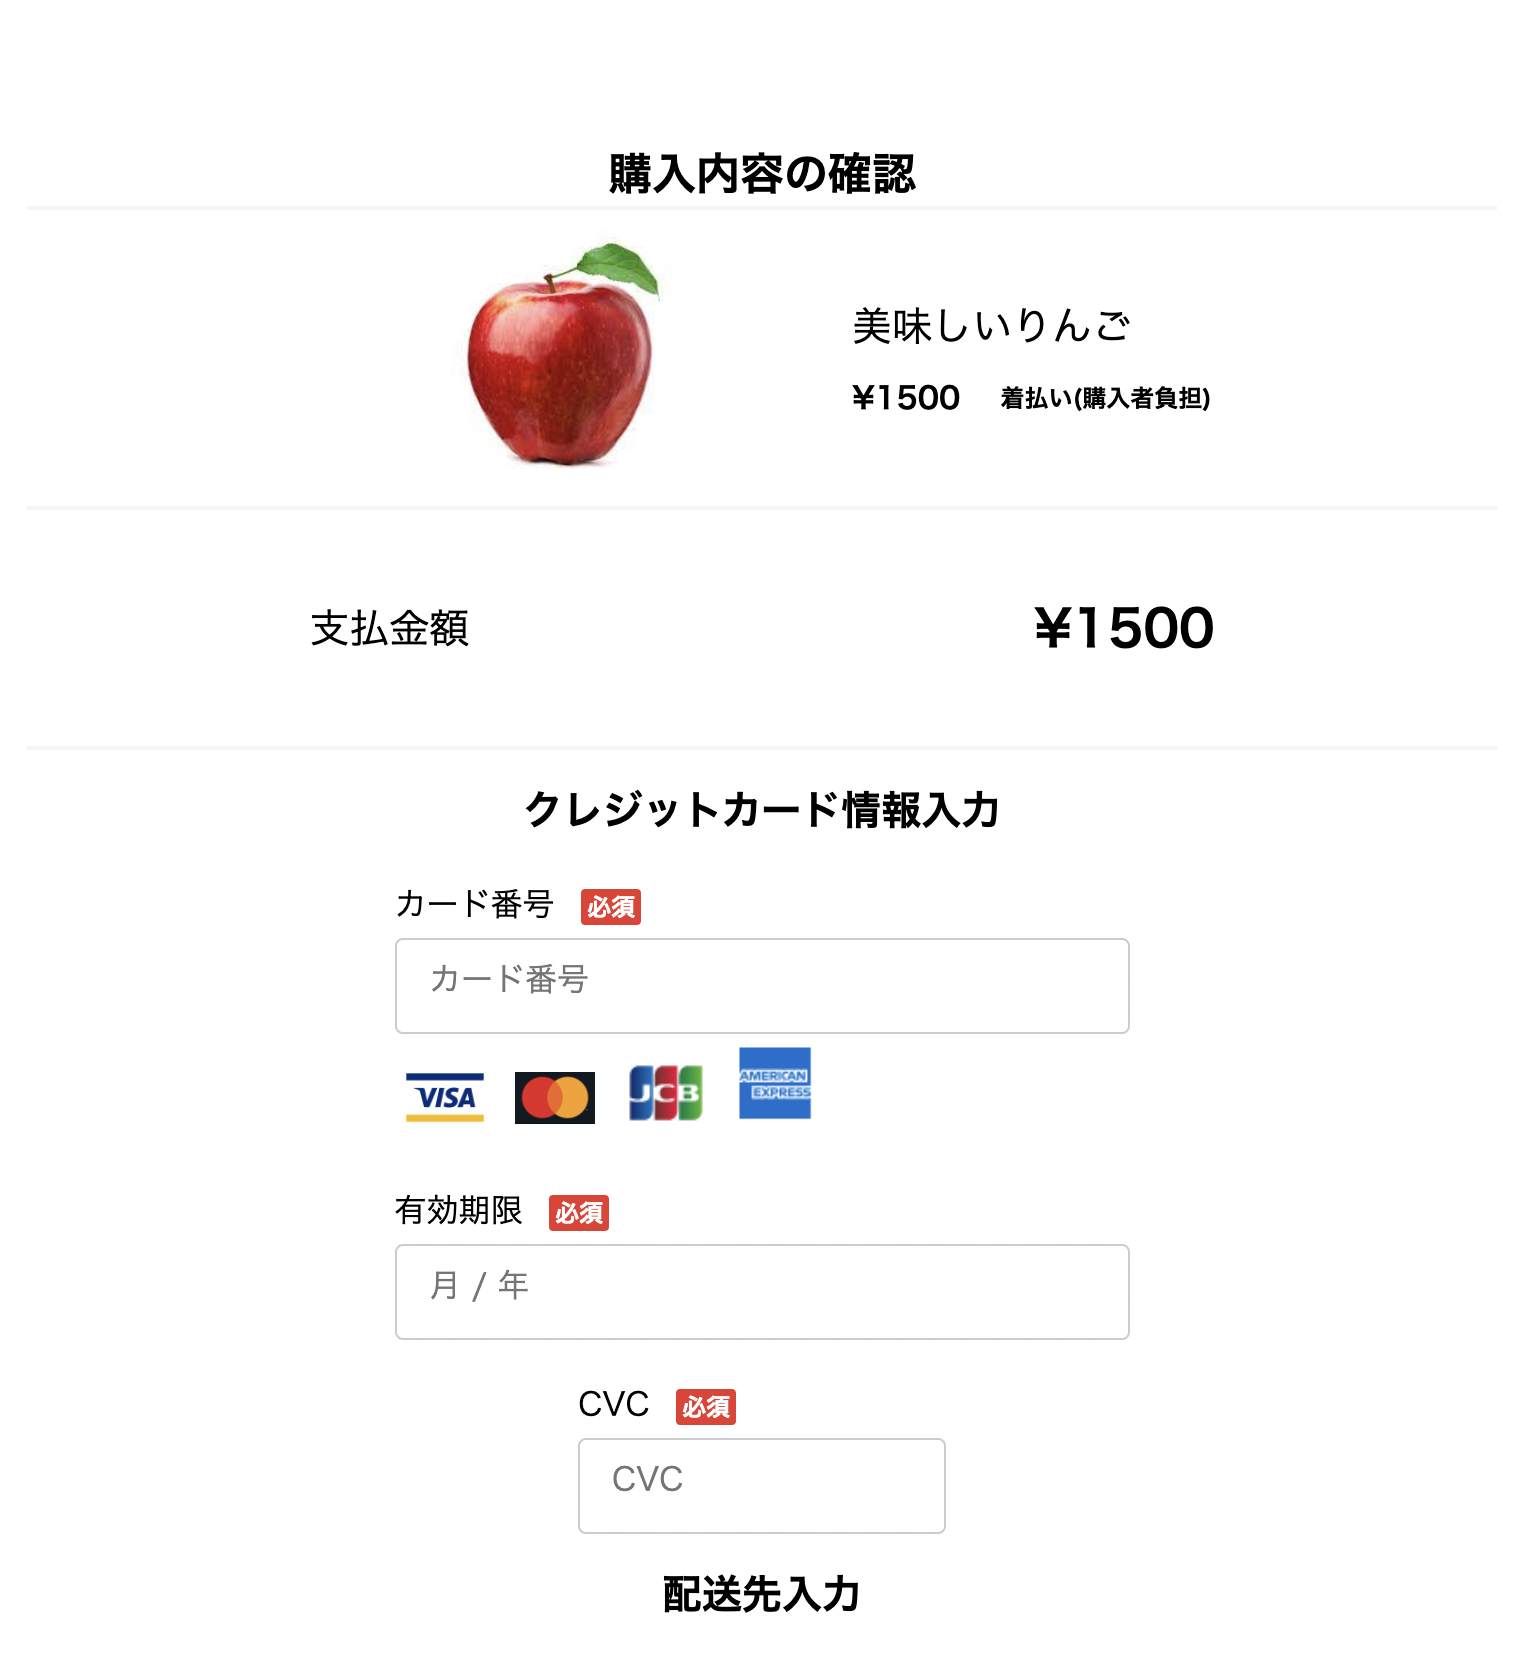 購入内容の確認
美味しいりんご
¥1500 着払い(購入者負担)
支払金額 ¥1500
クレジットカード情報入力
カード番号 必須
カード番号
VISA JCB AMERICAN EXPRESS
有効期限 必須
月 / 年
CVC 必須
CVC
配送先入力